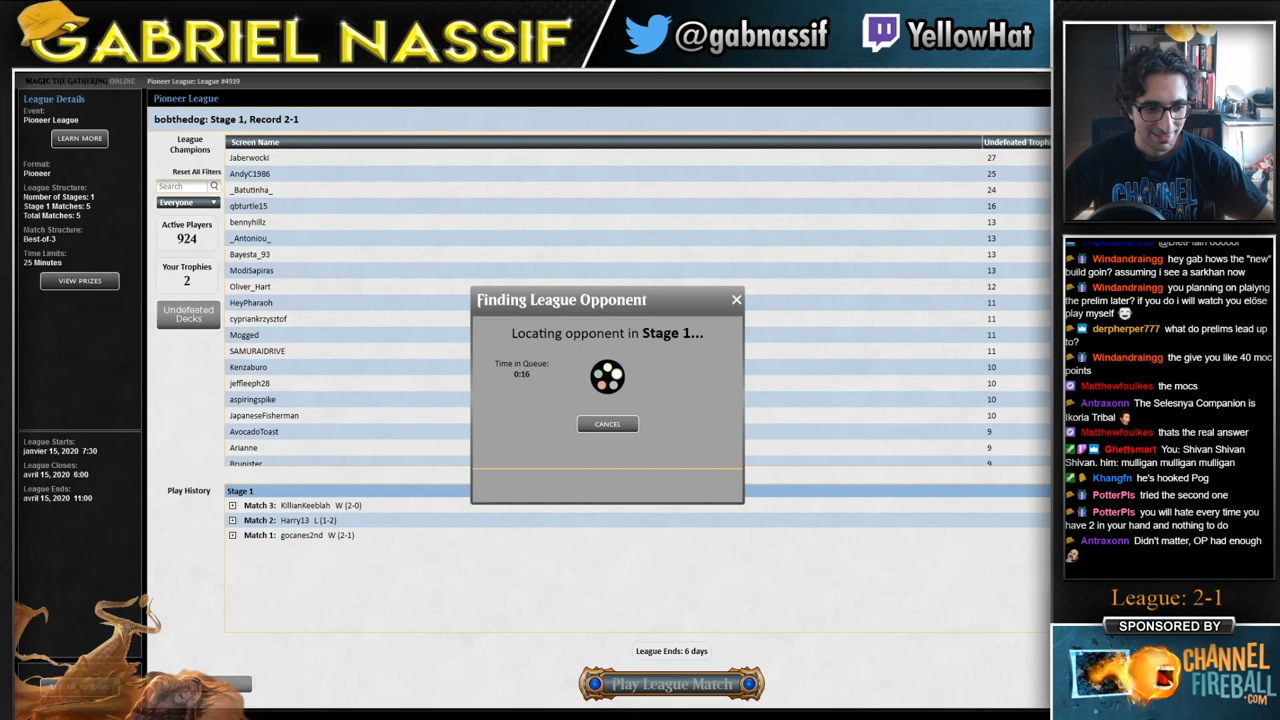 GABRIEL NASSIF
@gabnassif
YellowHat
MAGIC THE GATHERING ONLINE
Pioneer League: League #4939
League Details
Event:
Pioneer League
LEARN MORE
Format:
Pioneer
League Structure:
Number of Stages: 1
Stage 1 Matches: 5
Total Matches: 5
Match Structure:
Best-of-3
Time Limits:
25 Minutes
VIEW PRIZES
League Starts:
janvier 15, 2020 7:30
League Closes:
avril 15, 2020 6:00
League Ends:
avril 15, 2020 11:00
Pioneer League
bobthedog: Stage 1, Record 2-1
League
Champions
Reset All Filters
Search
Everyone
Active Players
924
Your Trophies
2
Undefeated
Decks
Screen Name
Undefeated Troph
Jaberwocki 27
AndyC1986 25
_Batutinha_ 24
qbturtle15 16
bennyhillz 13
_Antoniou_ 13
Bayesta_93 13
ModiSapiras 13
Oliver_Hart 12
HeyPharaoh 11
cypriankrzysztof 11
Mogged 11
SAMURAIDRIVE 11
Kenzaburo 10
jeffleeph28 10
aspiringspike 10
JapaneseFisherman 10
AvocadoToast 9
Arianne 9
Brunister 9
Finding League Opponent
Locating opponent in Stage 1...
Time in Queue:
0:16
CANCEL
Play History
Stage 1
Match 3: KillianKeeblah W (2-0)
Match 2: Harry13 L (1-2)
Match 1: gocanes2nd W (2-1)
League Ends: 6 days
Play League Match
CHANNEL
FIREBALL
Windandraingg hey gab hows the "new"
build goin? assuming i see a sarkhan now
Windandraingg you planning on plaiyng
the prelim later? if you do i will watch you elöse
play myself
derpherper777 what do prelims lead up
to?
Windandraingg the give you like 40 moc
points
Matthewfoulkes the mocs
Antraxonn The Selesnya Companion is
Ikoria Tribal
Matthewfoulkes thats the real answer
Ghettsmart You: Shivan Shivan
Shivan. him: mulligan mulligan mulligan
Khangfn he's hooked Pog
PotterPls tried the second one
PotterPls you will hate every time you
have 2 in your hand and nothing to do
Antraxonn Didn't matter, OP had enough
League: 2-1
SPONSORED BY
CHANNEL
FIREBALL
.COM